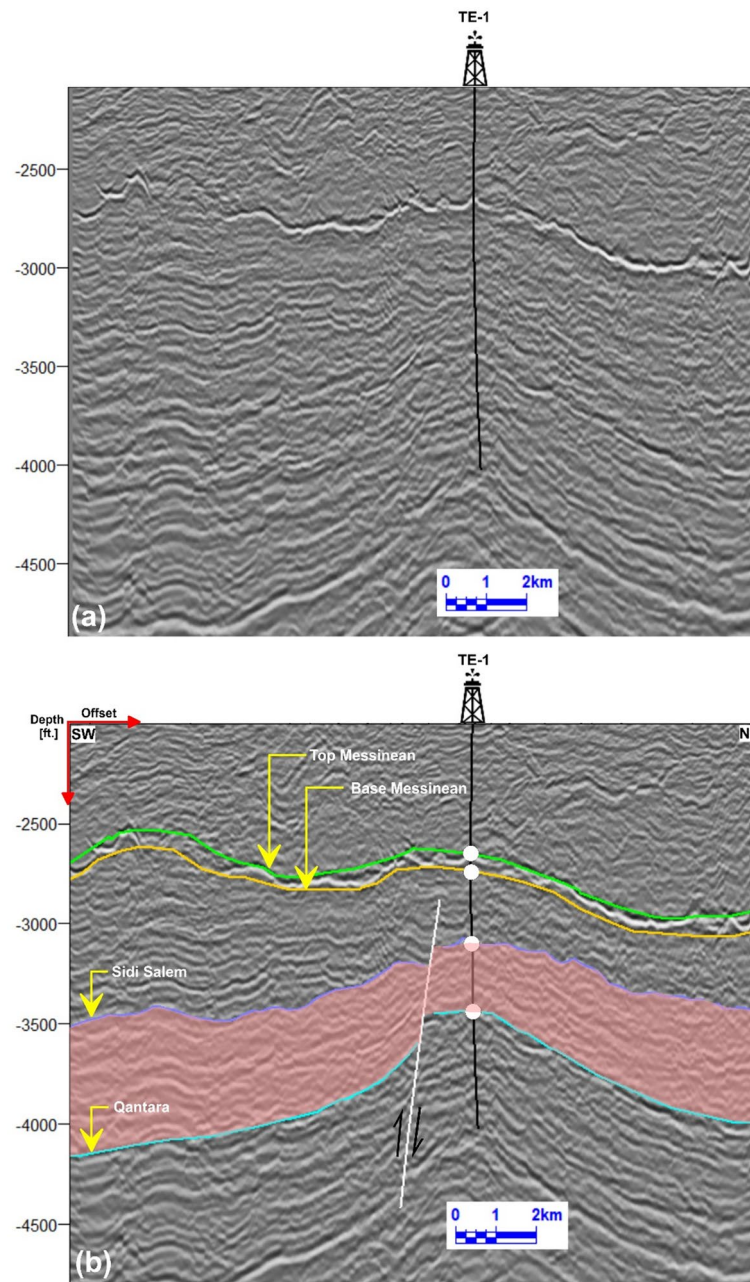 TE-1
-2500
-3000
-3500
-4000
-4500
0 1 2km
(a)
TE-1
Depth
[ft.]
Offset
SW
N
Top Messinean
Base Messinean
-2500
-3000
Sidi Salem
-3500
Qantara
-4000
-4500
0 1 2km
(b)